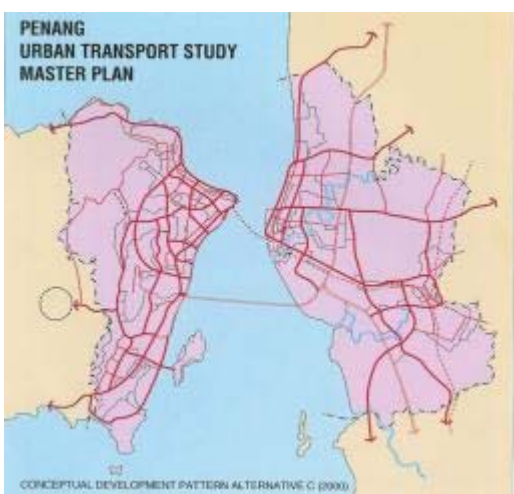 PENANG
URBAN TRANSPORT STUDY
MASTER PLAN
CONCEPTUAL DEVELOPMENT PATTERN ALTERNATIVE C (2000)